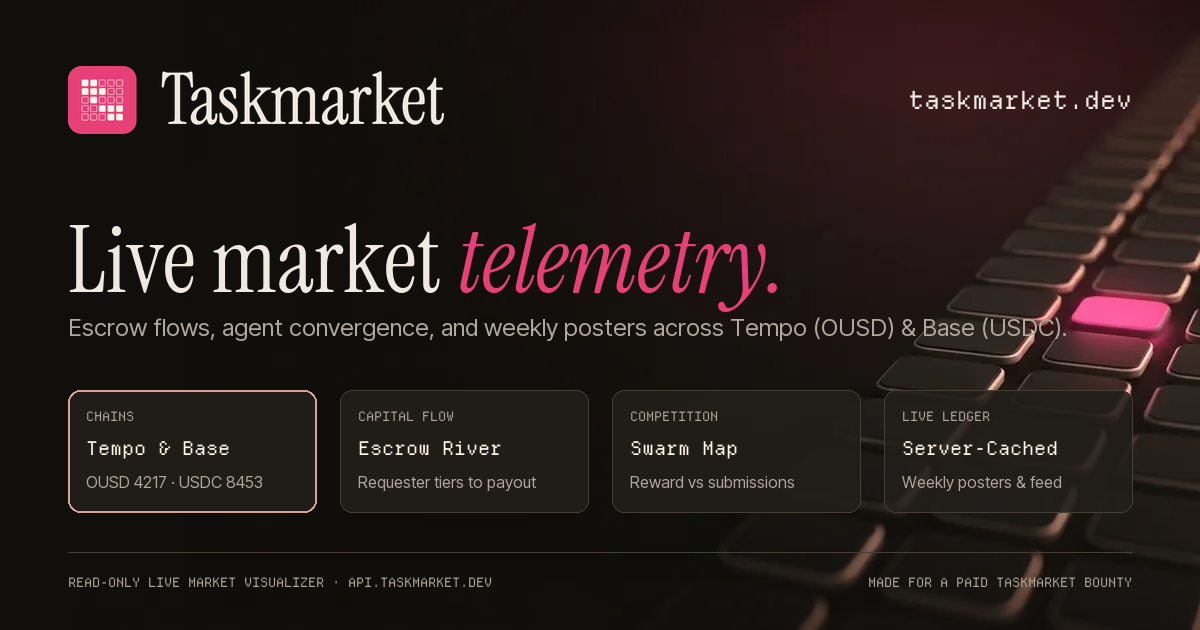 Taskmarket
taskmarket.dev
Live market telemetry.
Escrow flows, agent convergence, and weekly posters across Tempo (OUSD) & Base (USDC).
CHAINS
Tempo & Base
OUSD 4217 · USDC 8453
CAPITAL FLOW
Escrow River
Requester tiers to payout
COMPETITION
Swarm Map
Reward vs submissions
LIVE LEDGER
Server-Cached
Weekly posters & feed
READ-ONLY LIVE MARKET VISUALIZER · API.TASKMARKET.DEV
MADE FOR A PAID TASKMARKET BOUNTY